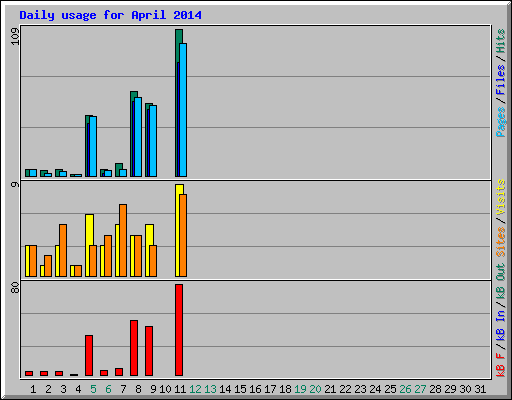 Daily usage for April 2014
109
Pages / Files / Hits
9
Sites / Visits
80
kB F / kB In / kB Out
1 2 3 4 5 6 7 8 9 10 11 12 13 14 15 16 17 18 19 20 21 22 23 24 25 26 27 28 29 30 31